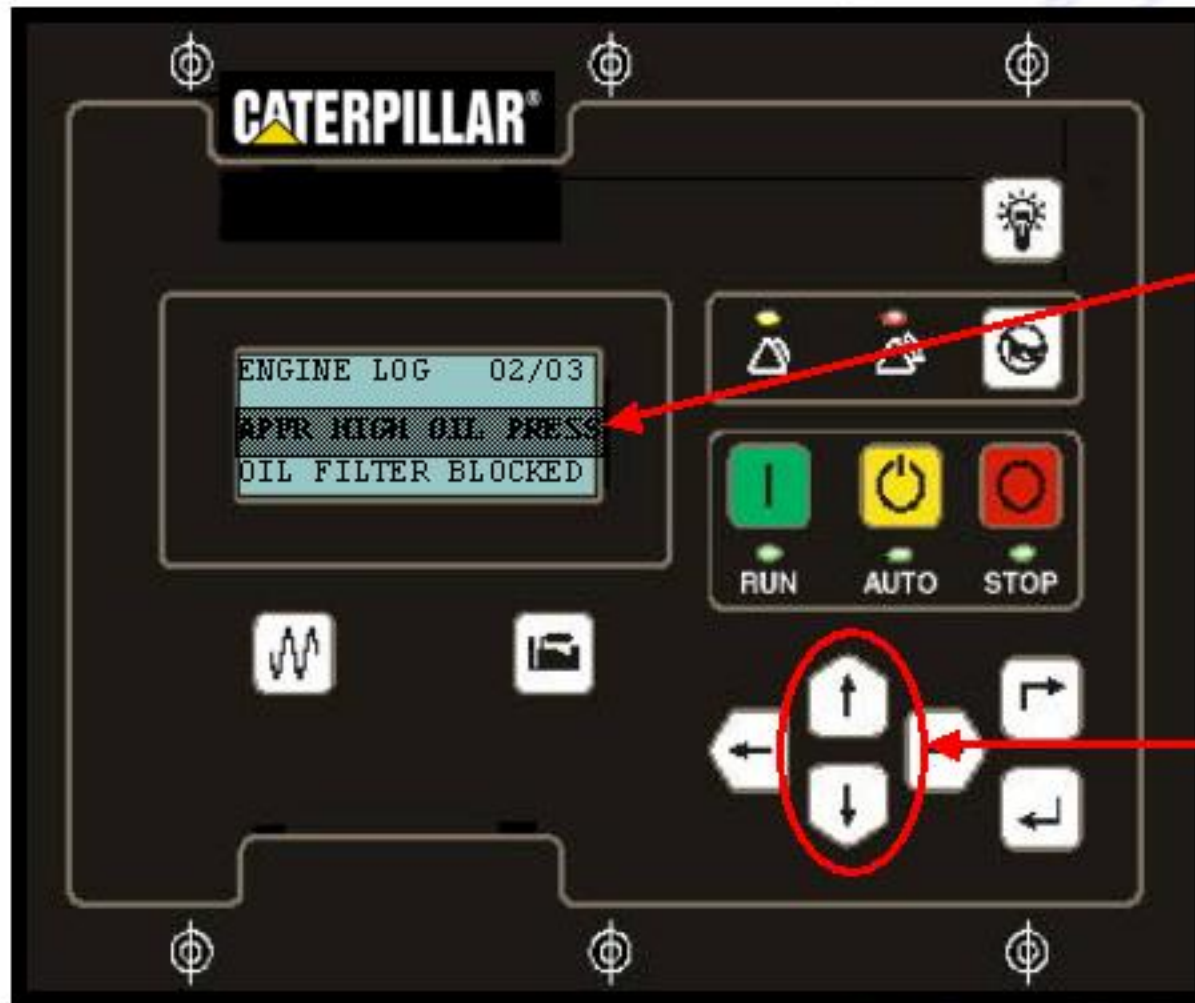 CATERPILLAR®
ENGINE LOG 02/03
APPR HIGH OIL PRESS
OIL FILTER BLOCKED
RUN AUTO STOP